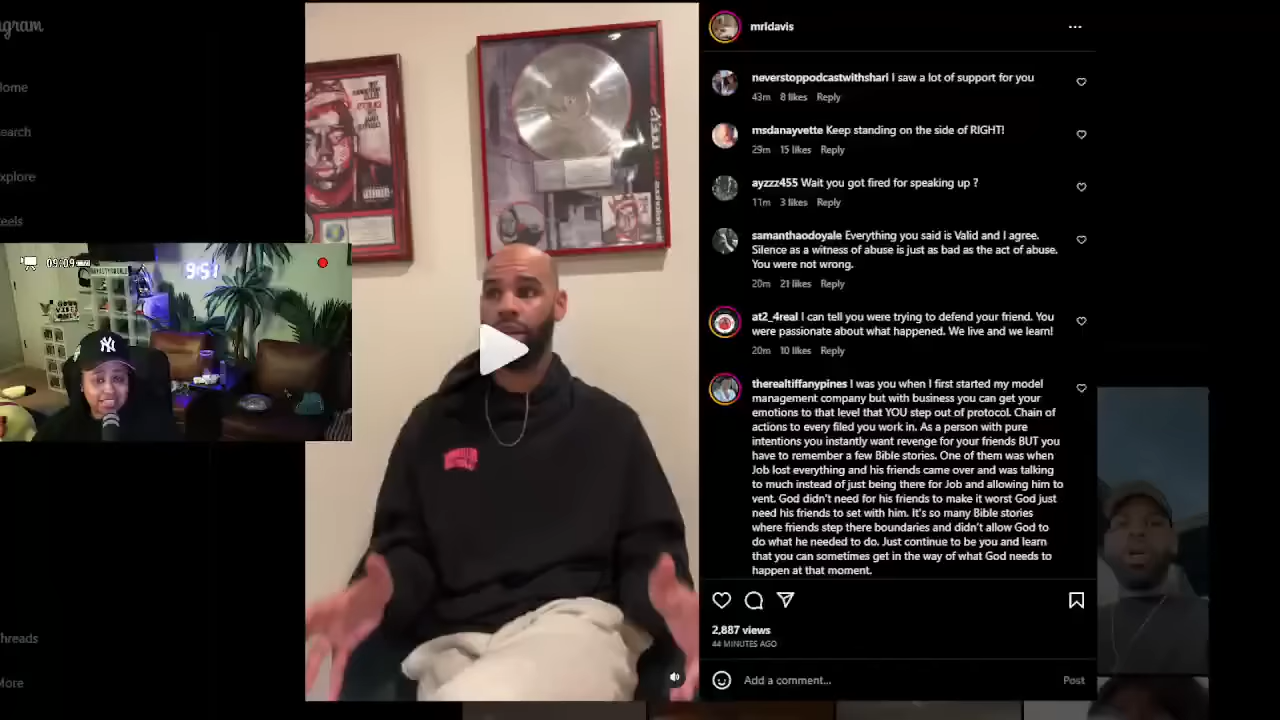 gram
ome
earch
xplore
eels
hreads
More
09:09
9:51
NY
mrldavis
neverstoppodcastwithshari I saw a lot of support for you
43m 8 likes Reply
msdanayvette Keep standing on the side of RIGHT!
29m 15 likes Reply
ayzzz455 Wait you got fired for speaking up ?
11m 3 likes Reply
samanthaodoyale Everything you said is Valid and I agree.
Silence as a witness of abuse is just as bad as the act of abuse.
You were not wrong.
20m 21 likes Reply
at2_4real I can tell you were trying to defend your friend. You
were passionate about what happened. We live and we learn!
20m 10 likes Reply
therealtiffanypines I was you when I first started my model
management company but with business you can get your
emotions to that level that YOU step out of protocol. Chain of
actions to every filed you work in. As a person with pure
intentions you instantly want revenge for your friends BUT you
have to remember a few Bible stories. One of them was when
Job lost everything and his friends came over and was talking
to much instead of just being there for Job and allowing him to
vent. God didn't need for his friends to make it worst God just
need his friends to set with him. It's so many Bible stories
where friends step there boundaries and didn't allow God to
do what he needed to do. Just continue to be you and learn
that you can sometimes get in the way of what God needs to
happen at that moment.
2,887 views
44 MINUTES AGO
Add a comment...
Post